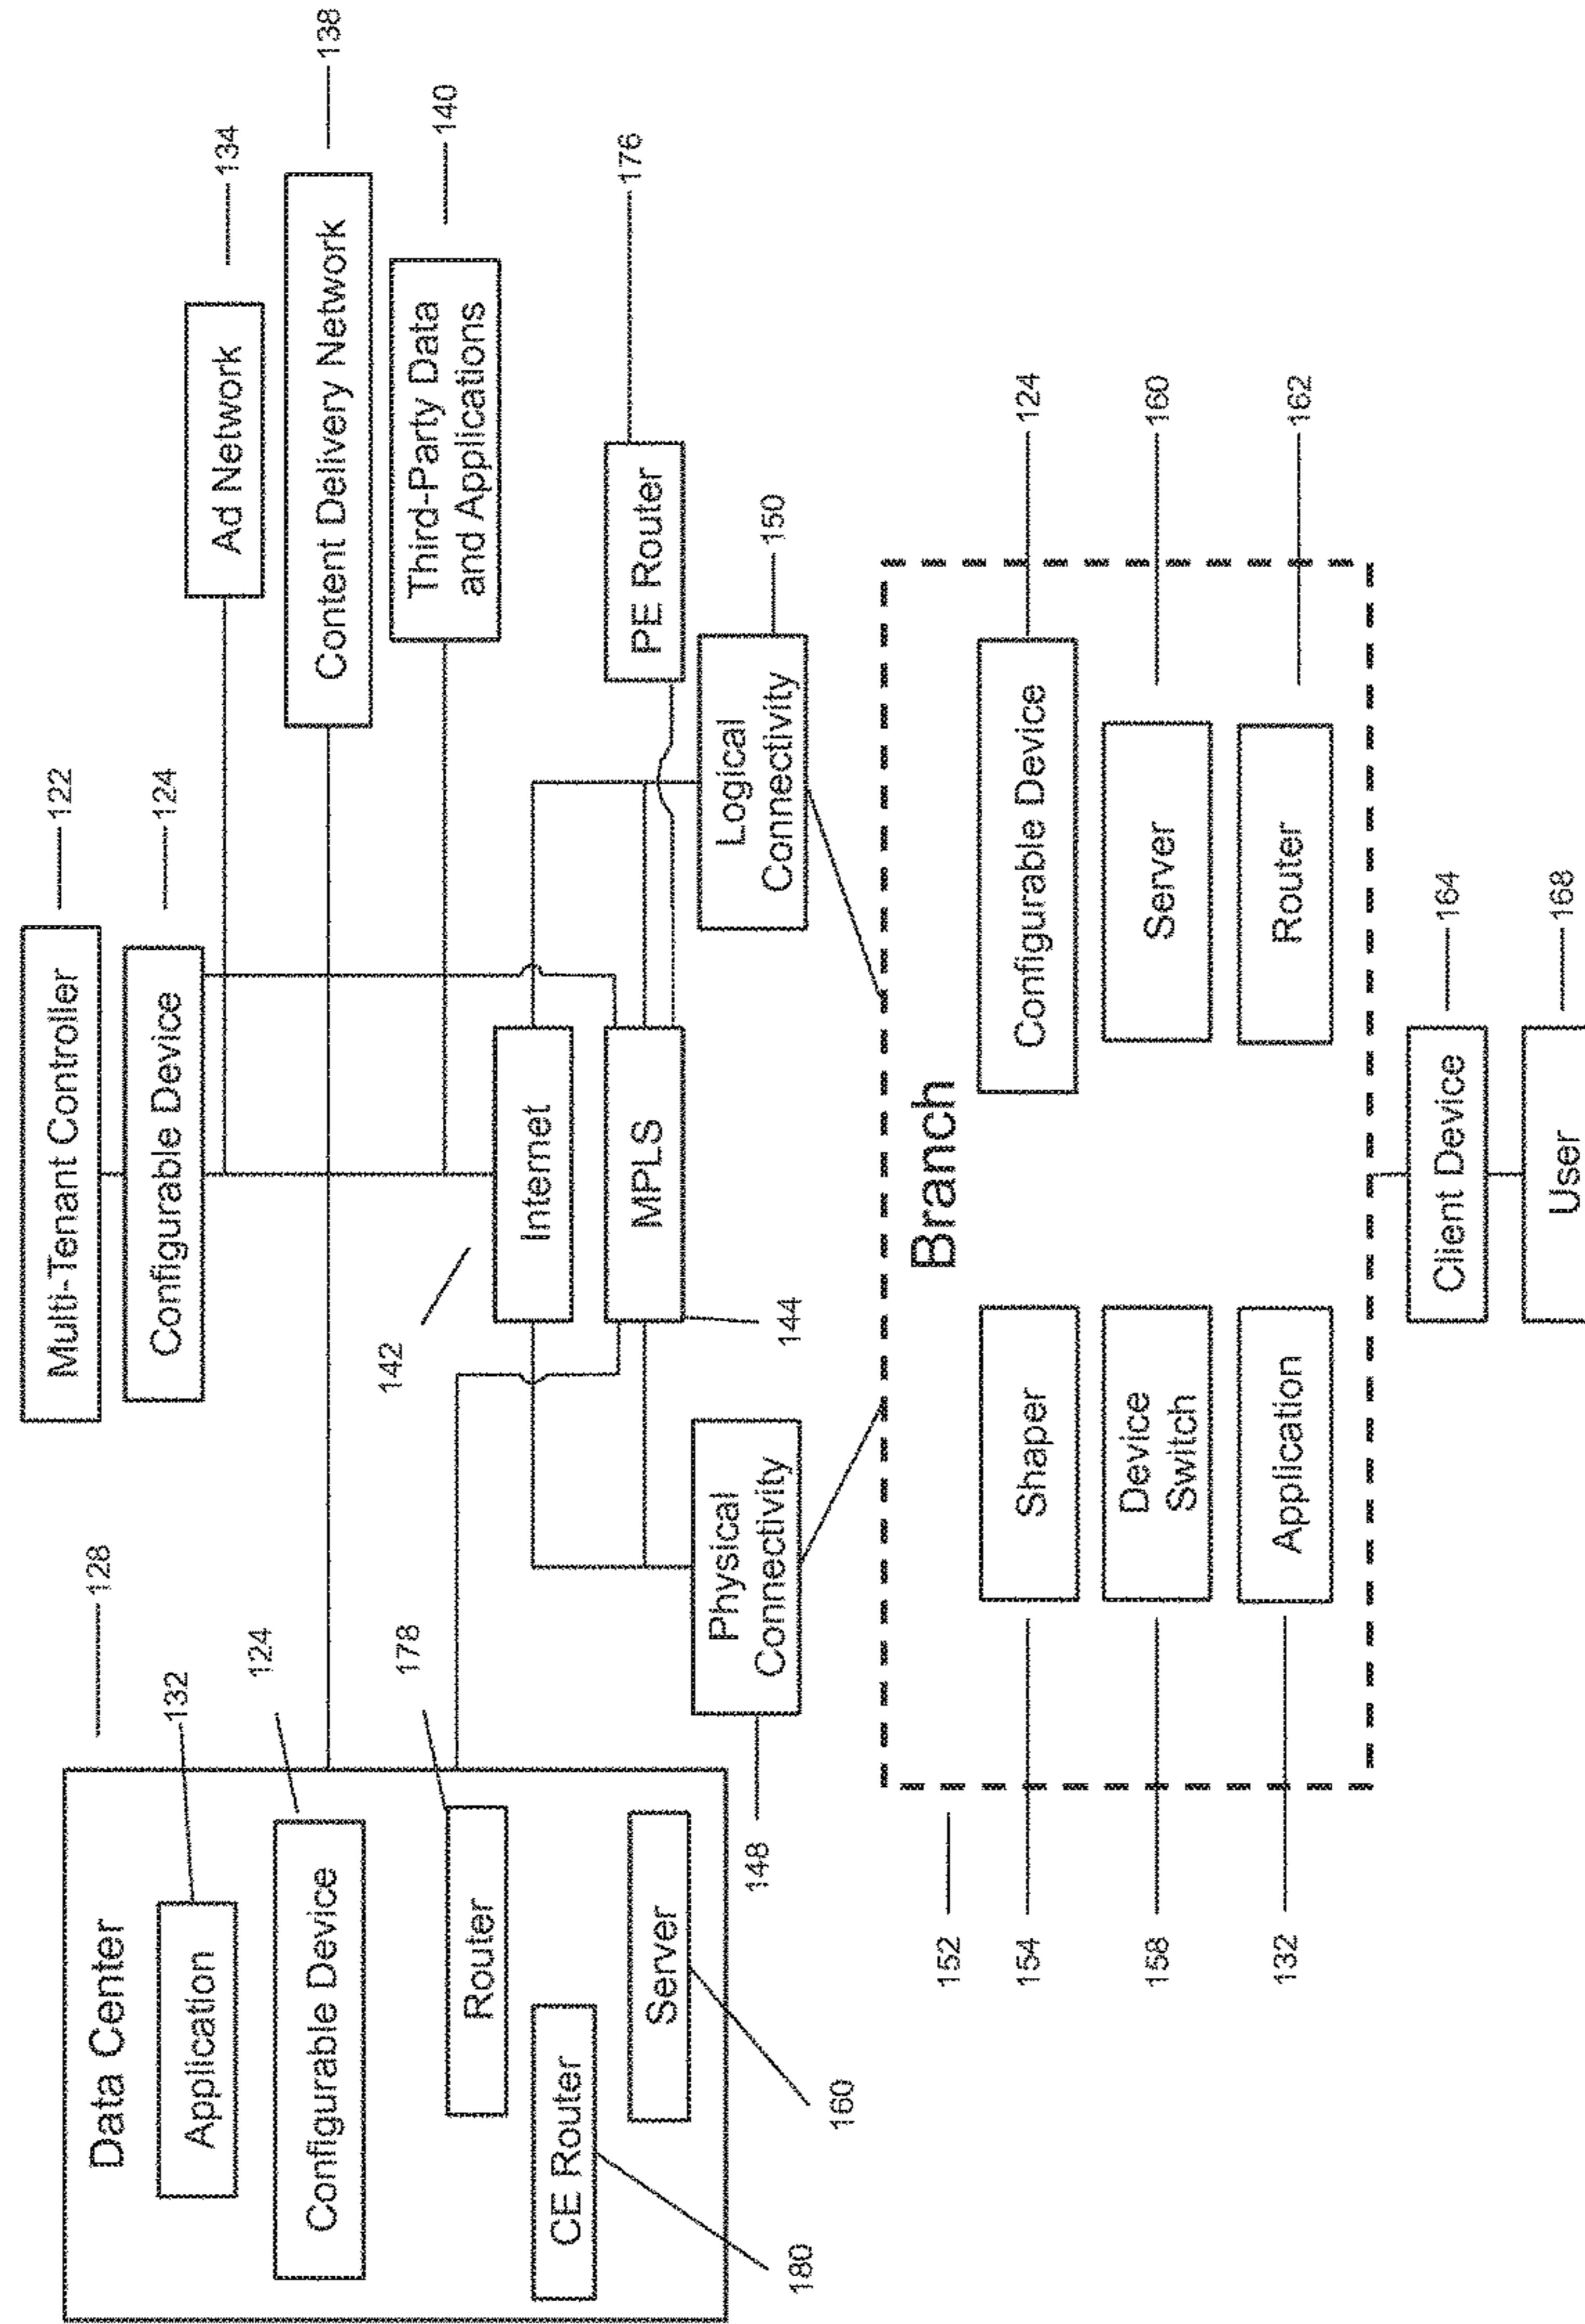 Multi-Tenant Controller
122
Configurable Device
124
Ad Network
134
Content Delivery Network
138
Third-Party Data
and Applications
140
Data Center
128
Application
132
Configurable Device
124
Router
178
CE Router
180
Server
160
142
Internet
MPLS
144
PE Router
176
Physical
Connectivity
148
Logical
Connectivity
150
Branch
152
Shaper
154
Configurable Device
124
Device
Switch
158
Server
160
Application
132
Router
162
Client Device
164
User
168